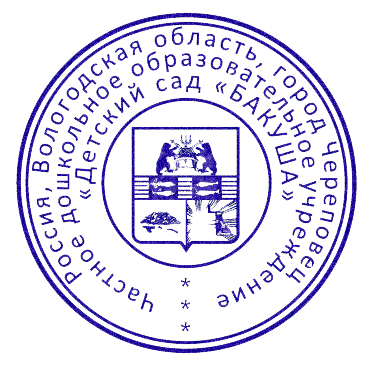 Россия, Вологодская область, город Череповец
Частное дошкольное образовательное учреждение
«Детский сад «БАКУША»
* * *